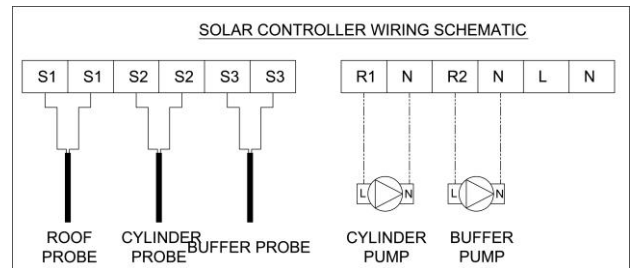 SOLAR CONTROLLER WIRING SCHEMATIC
S1 S1 S2 S2 S3 S3 R1 N R2 N L N
L N L N
ROOF PROBE
CYLINDER PROBE
BUFFER PROBE
CYLINDER PUMP
BUFFER PUMP